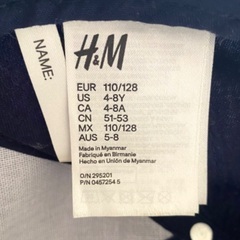 NAME:
H&M
EUR 110/128
US 4-8Y
CA 4-8A
CN 51-53
MX 110/128
AUS 5-8
Made in Myanmar
Fabriqué en Birmanie
Hecho en Unión de Myanmar
D/N 295201
P/N 0457254 5